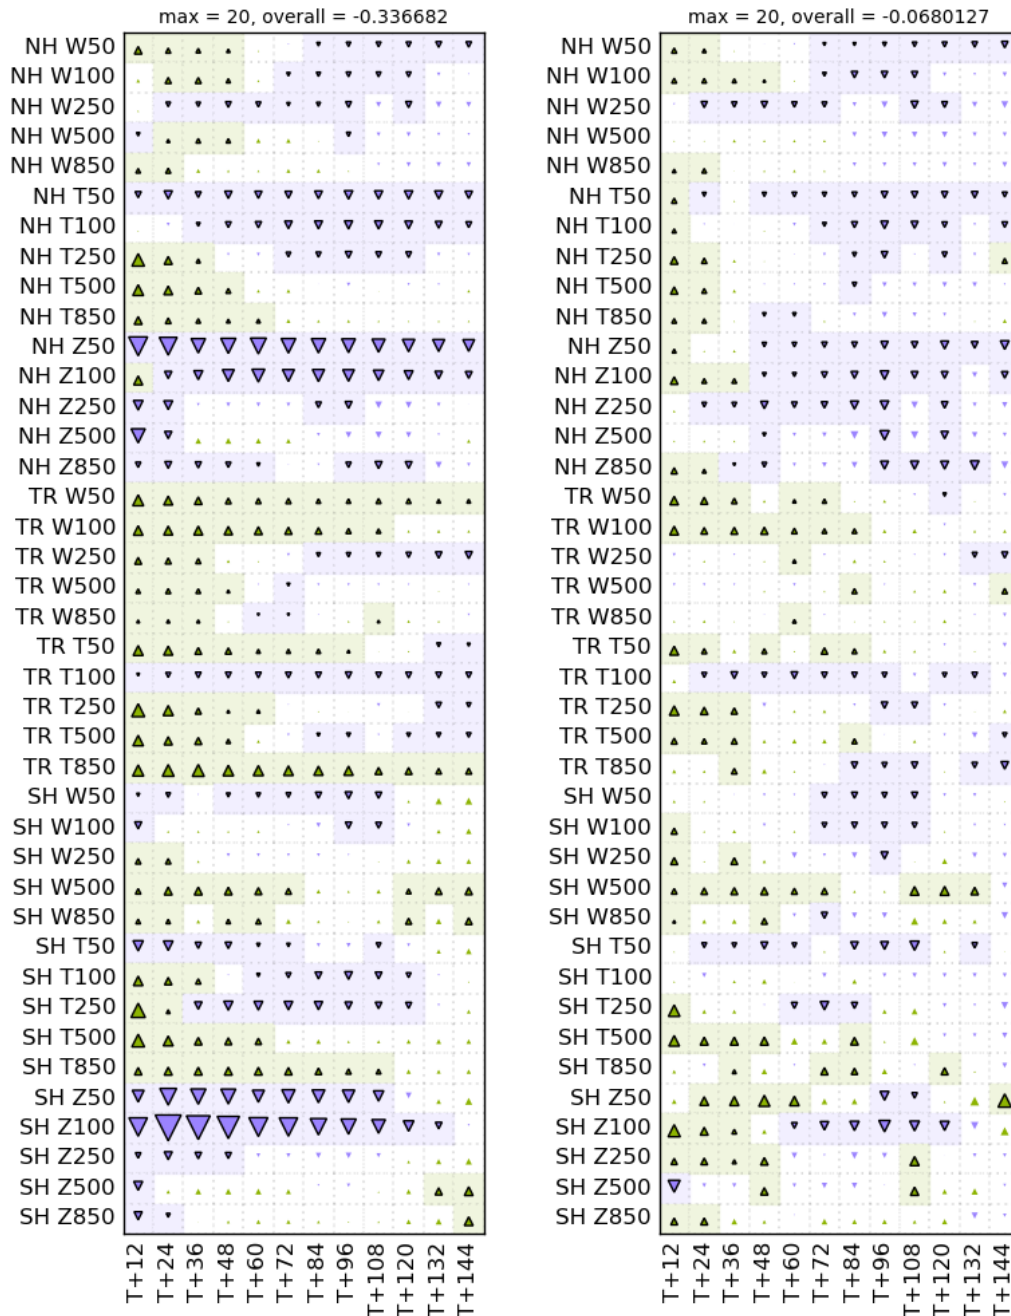 max = 20, overall = -0.336682
max = 20, overall = -0.0680127
NH W50
NH W100
NH W250
NH W500
NH W850
NH T50
NH T100
NH T250
NH T500
NH T850
NH Z50
NH Z100
NH Z250
NH Z500
NH Z850
TR W50
TR W100
TR W250
TR W500
TR W850
TR T50
TR T100
TR T250
TR T500
TR T850
SH W50
SH W100
SH W250
SH W500
SH W850
SH T50
SH T100
SH T250
SH T500
SH T850
SH Z50
SH Z100
SH Z250
SH Z500
SH Z850
T+12
T+24
T+36
T+48
T+60
T+72
T+84
T+96
T+108
T+120
T+132
T+144
NH W50
NH W100
NH W250
NH W500
NH W850
NH T50
NH T100
NH T250
NH T500
NH T850
NH Z50
NH Z100
NH Z250
NH Z500
NH Z850
TR W50
TR W100
TR W250
TR W500
TR W850
TR T50
TR T100
TR T250
TR T500
TR T850
SH W50
SH W100
SH W250
SH W500
SH W850
SH T50
SH T100
SH T250
SH T500
SH T850
SH Z50
SH Z100
SH Z250
SH Z500
SH Z850
T+12
T+24
T+36
T+48
T+60
T+72
T+84
T+96
T+108
T+120
T+132
T+144